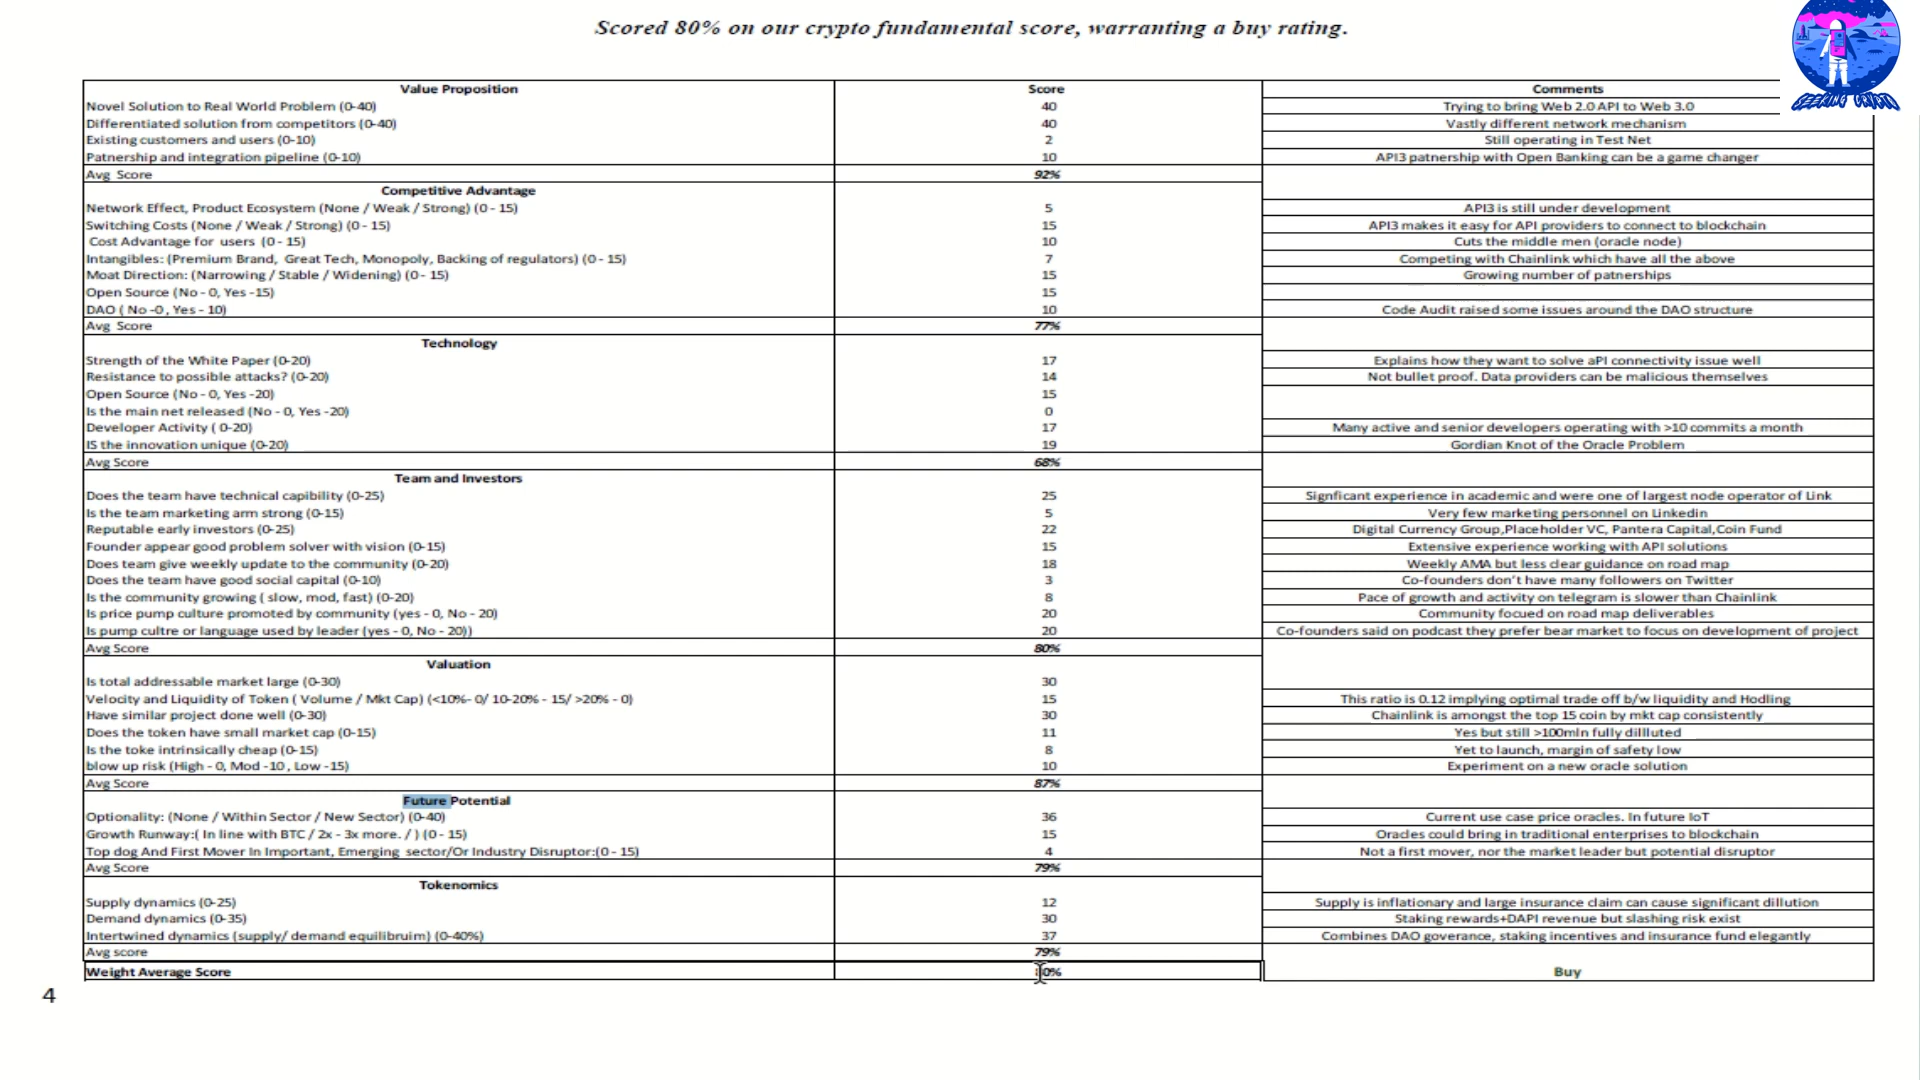 Scored 80% on our crypto fundamental score, warranting a buy rating.
SEEKING CRYPTO
Value Proposition Score Comments
Novel Solution to Real World Problem (0-40) 40 Trying to bring Web 2.0 API to Web 3.0
Differentiated solution from competitors (0-40) 40 Vastly different network mechanism
Existing customers and users (0-10) 2 Still operating in Test Net
Patnership and integration pipeline (0-10) 10 API3 patnership with Open Banking can be a game changer
Avg Score 92%
Competitive Advantage
Network Effect, Product Ecosystem (None / Weak / Strong) (0 - 15) 5 API3 is still under development
Switching Costs (None / Weak / Strong) (0 - 15) 15 API3 makes it easy for API providers to connect to blockchain
Cost Advantage for users (0 - 15) 10 Cuts the middle men (oracle node)
Intangibles: (Premium Brand, Great Tech, Monopoly, Backing of regulators) (0 - 15) 7 Competing with Chainlink which have all the above
Moat Direction: (Narrowing / Stable / Widening) (0 - 15) 15 Growing number of patnerships
Open Source (No - 0, Yes -15) 15
DAO ( No -0 , Yes - 10) 10 Code Audit raised some issues around the DAO structure
Avg Score 77%
Technology
Strength of the White Paper (0-20) 17 Explains how they want to solve aPI connectivity issue well
Resistance to possible attacks? (0-20) 14 Not bullet proof. Data providers can be malicious themselves
Open Source (No - 0, Yes -20) 15
Is the main net released (No - 0, Yes -20) 0
Developer Activity ( 0-20) 17 Many active and senior developers operating with >10 commits a month
IS the innovation unique (0-20) 19 Gordian Knot of the Oracle Problem
Avg Score 68%
Team and Investors
Does the team have technical capibility (0-25) 25 Signficant experience in academic and were one of largest node operator of Link
Is the team marketing arm strong (0-15) 5 Very few marketing personnel on Linkedin
Reputable early investors (0-25) 22 Digital Currency Group,Placeholder VC, Pantera Capital,Coin Fund
Founder appear good problem solver with vision (0-15) 15 Extensive experience working with API solutions
Does team give weekly update to the community (0-20) 18 Weekly AMA but less clear guidance on road map
Does the team have good social capital (0-10) 3 Co-founders don't have many followers on Twitter
Is the community growing ( slow, mod, fast) (0-20) 8 Pace of growth and activity on telegram is slower than Chainlink
Is price pump culture promoted by community (yes - 0, No - 20) 20 Community focued on road map deliverables
Is pump cultre or language used by leader (yes - 0, No - 20)) 20 Co-founders said on podcast they prefer bear market to focus on development of project
Avg Score 80%
Valuation
Is total addressable market large (0-30) 30
Velocity and Liquidity of Token ( Volume / Mkt Cap) (<10%- 0/ 10-20% - 15/ >20% - 0) 15 This ratio is 0.12 implying optimal trade off b/w liquidity and Hodling
Have similar project done well (0-30) 30 Chainlink is amongst the top 15 coin by mkt cap consistently
Does the token have small market cap (0-15) 11 Yes but still >100mln fully dillluted
Is the toke intrinsically cheap (0-15) 8 Yet to launch, margin of safety low
blow up risk (High - 0, Mod -10 , Low -15) 10 Experiment on a new oracle solution
Avg Score 87%
Future Potential
Optionality: (None / Within Sector / New Sector) (0-40) 36 Current use case price oracles. In future IoT
Growth Runway:( In line with BTC / 2x - 3x more. / ) (0 - 15) 15 Oracles could bring in traditional enterprises to blockchain
Top dog And First Mover In Important, Emerging sector/Or Industry Disruptor:(0 - 15) 4 Not a first mover, nor the market leader but potential disruptor
Avg Score 79%
Tokenomics
Supply dynamics (0-25) 12 Supply is inflationary and large insurance claim can cause significant dillution
Demand dynamics (0-35) 30 Staking rewards+DAPI revenue but slashing risk exist
Intertwined dynamics (supply/ demand equilibruim) (0-40%) 37 Combines DAO goverance, staking incentives and insurance fund elegantly
Avg score 79%
Weight Average Score 0% Buy
4